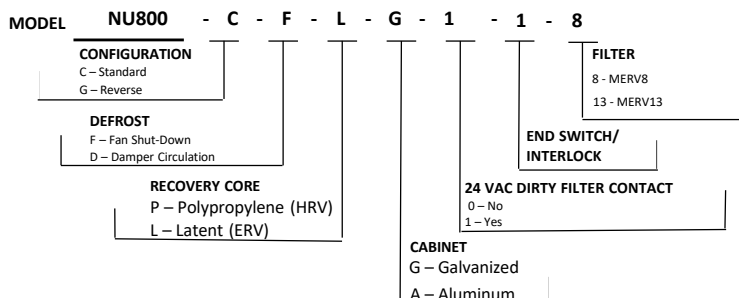 MODEL NU800 - C - F - L - G - 1 - 1 - 8
CONFIGURATION
C – Standard
G – Reverse
FILTER
8 - MERV8
13 - MERV13
DEFROST
F – Fan Shut-Down
D – Damper Circulation
END SWITCH/
INTERLOCK
RECOVERY CORE
P – Polypropylene (HRV)
L – Latent (ERV)
24 VAC DIRTY FILTER CONTACT
0 – No
1 – Yes
CABINET
G – Galvanized
A – Aluminum